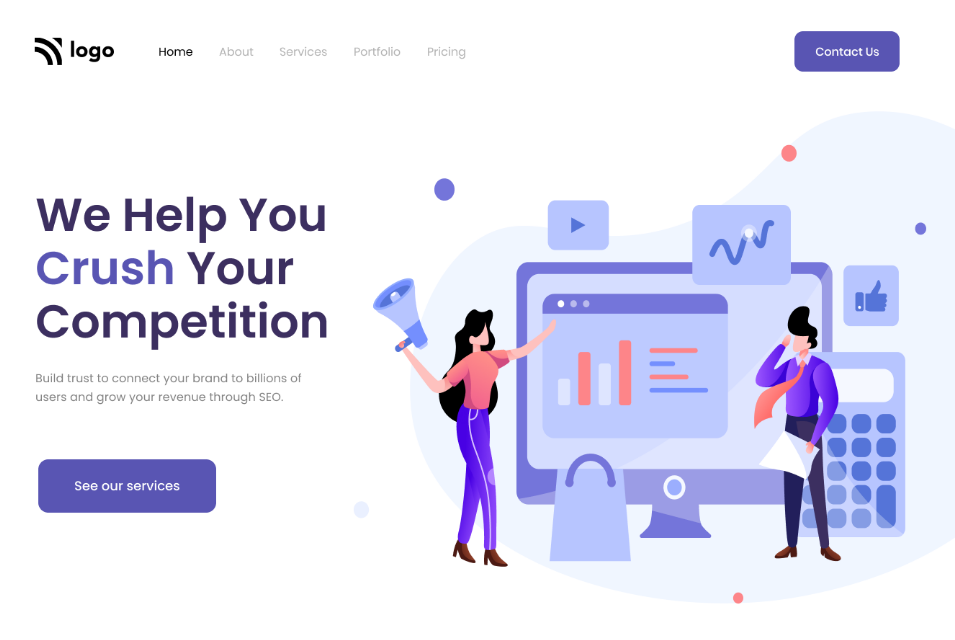 logo
Home About Services Portfolio Pricing
Contact Us
We Help You
Crush Your
Competition
Build trust to connect your brand to billions of
users and grow your revenue through SEO.
See our services